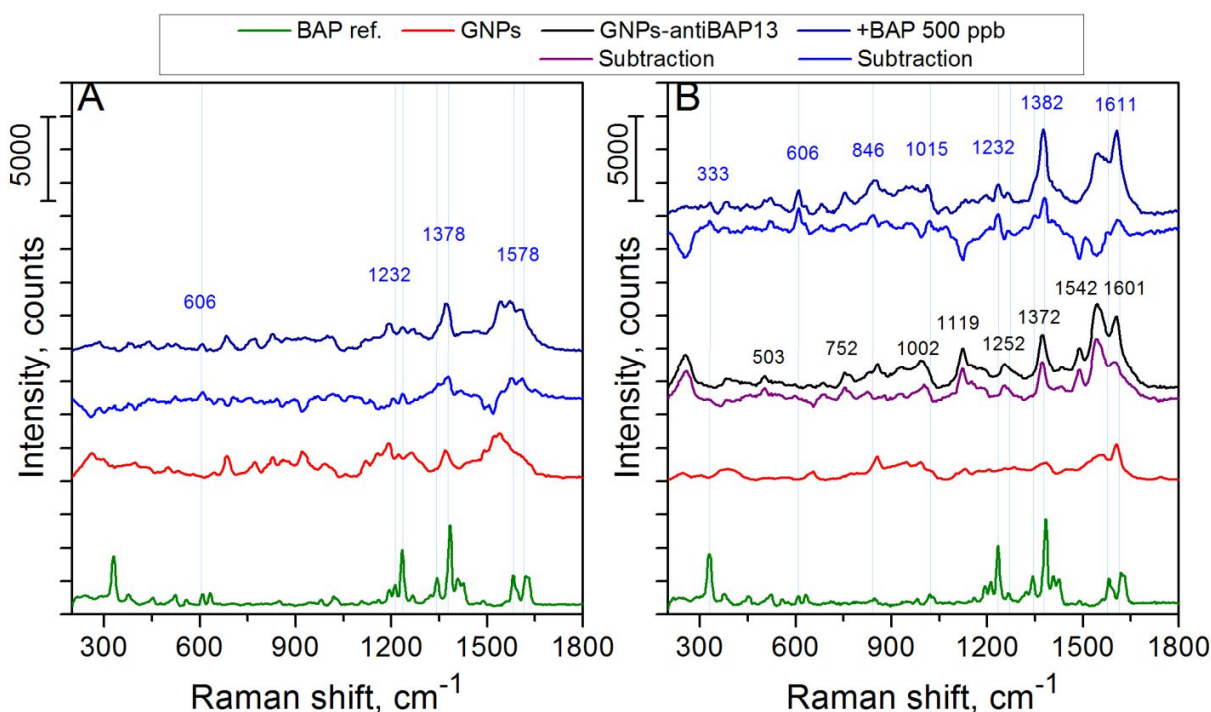 BAP ref. GNPs GNPs-antiBAP13 +BAP 500 ppb
Subtraction Subtraction
A
5000
1378
1578
1232
606
Intensity, counts
300 600 900 1200 1500 1800
Raman shift, cm⁻¹
B
5000
1382 1611
606 846 1015 1232
333
1542 1601
1372
1119
752 1002 1252
503
Intensity, counts
300 600 900 1200 1500 1800
Raman shift, cm⁻¹